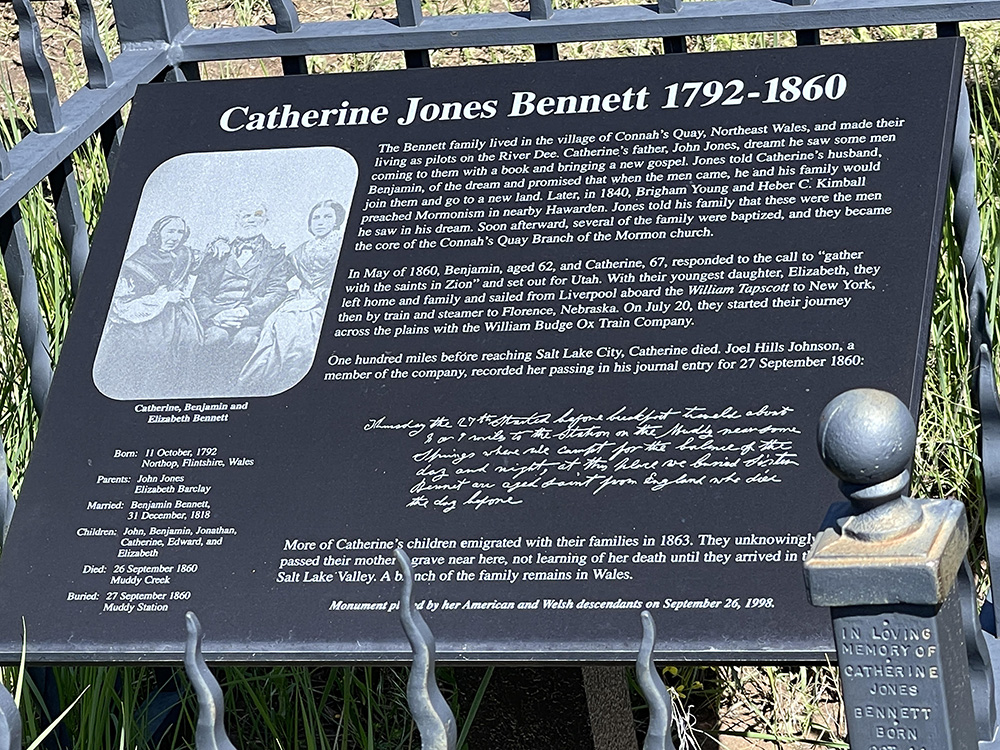 Catherine Jones Bennett 1792-1860
The Bennett family lived in the village of Connah's Quay, Northeast Wales, and made their
living as pilots on the River Dee. Catherine's father, John Jones, dreamt he saw some men
coming to them with a book and bringing a new gospel. Jones told Catherine's husband,
Benjamin, of the dream and promised that when the men came, he and his family would
join them and go to a new land. Later, in 1840, Brigham Young and Heber C. Kimball
preached Mormonism in nearby Hawarden. Jones told his family that these were the men
he saw in his dream. Soon afterward, several of the family were baptized, and they became
the core of the Connah's Quay Branch of the Mormon church.
In May of 1860, Benjamin, aged 62, and Catherine, 67, responded to the call to "gather
with the saints in Zion" and set out for Utah. With their youngest daughter, Elizabeth, they
left home and family and sailed from Liverpool aboard the William Tapscott to New York,
then by train and steamer to Florence, Nebraska. On July 20, they started their journey
across the plains with the William Budge Ox Train Company.
One hundred miles before reaching Salt Lake City, Catherine died. Joel Hills Johnson, a
member of the company, recorded her passing in his journal entry for 27 September 1860:
Thursday the 27th Started before breckfast traveld about
8 or 9 mils to the Station on the Muddy near some
Springs where we campt for the balance of the
day and night, at this place we buried Sister
Bennet an aged saint from England who died
the day before
More of Catherine's children emigrated with their families in 1863. They unknowingly
passed their mother grave near here, not learning of her death until they arrived in
Salt Lake Valley. A branch of the family remains in Wales.
Monument placed by her American and Welsh descendants on September 26, 1998.
Catherine, Benjamin and
Elizabeth Bennett
Born: 11 October, 1792
Northop, Flintshire, Wales
Parents: John Jones
Elizabeth Barclay
Married: Benjamin Bennett,
31 December, 1818
Children: John, Benjamin, Jonathan,
Catherine, Edward, and
Elizabeth
Died: 26 September 1860
Muddy Creek
Buried: 27 September 1860
Muddy Station
IN LOVING
MEMORY OF
CATHERINE
JONES
BENNETT
BORN